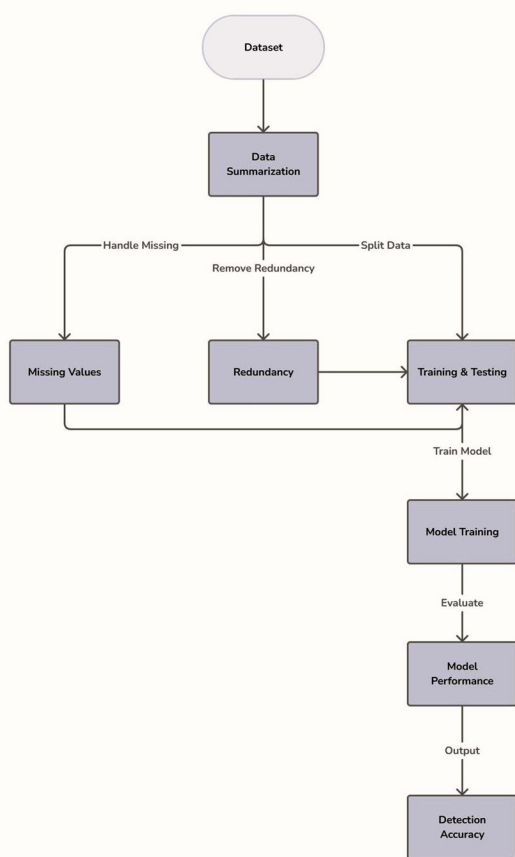 Dataset
Data
Summarization
Handle Missing
Split Data
Remove Redundancy
Missing Values
Redundancy
Training & Testing
Train Model
Model Training
Evaluate
Model
Performance
Output
Detection
Accuracy